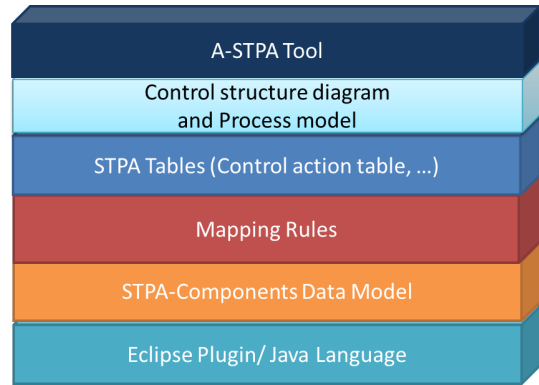 A-STPA Tool
Control structure diagram
and Process model
STPA Tables (Control action table, ...)
Mapping Rules
STPA-Components Data Model
Eclipse Plugin/ Java Language